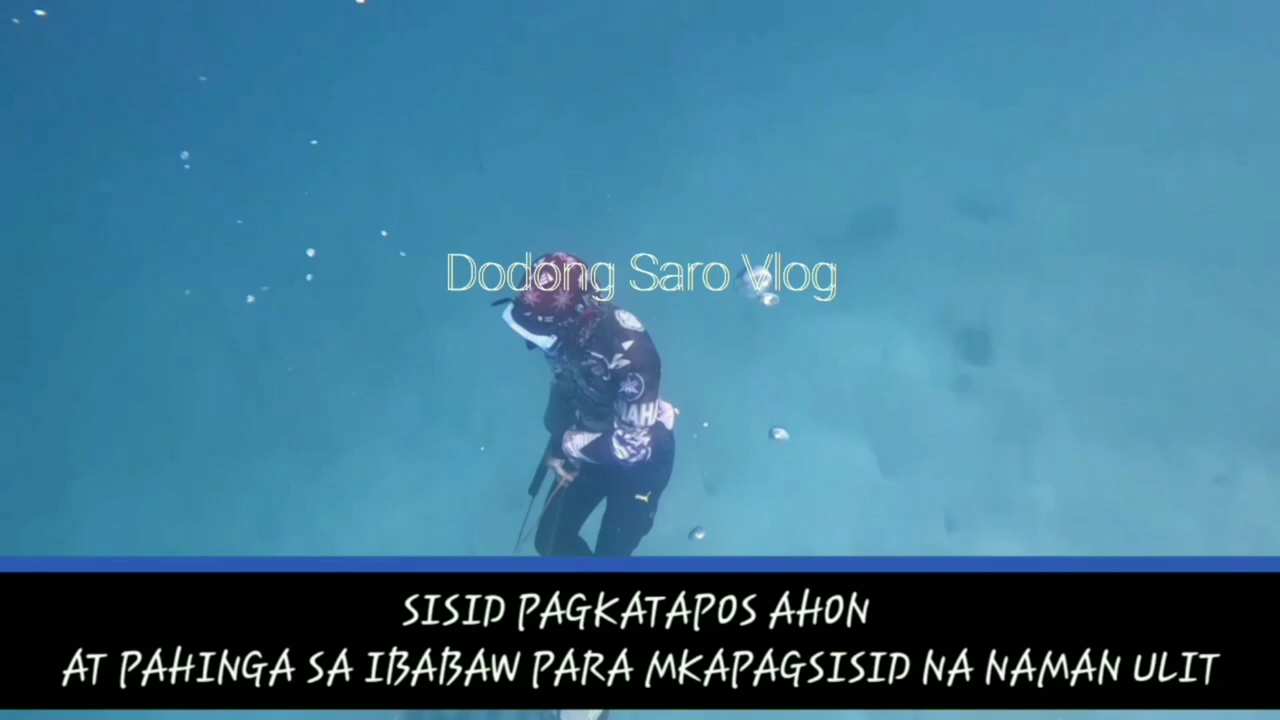 Dodong Saro Vlog
SISID PAGKATAPOS AHON
AT PAHINGA SA IBABAW PARA MKAPAGSISID NA NAMAN ULIT